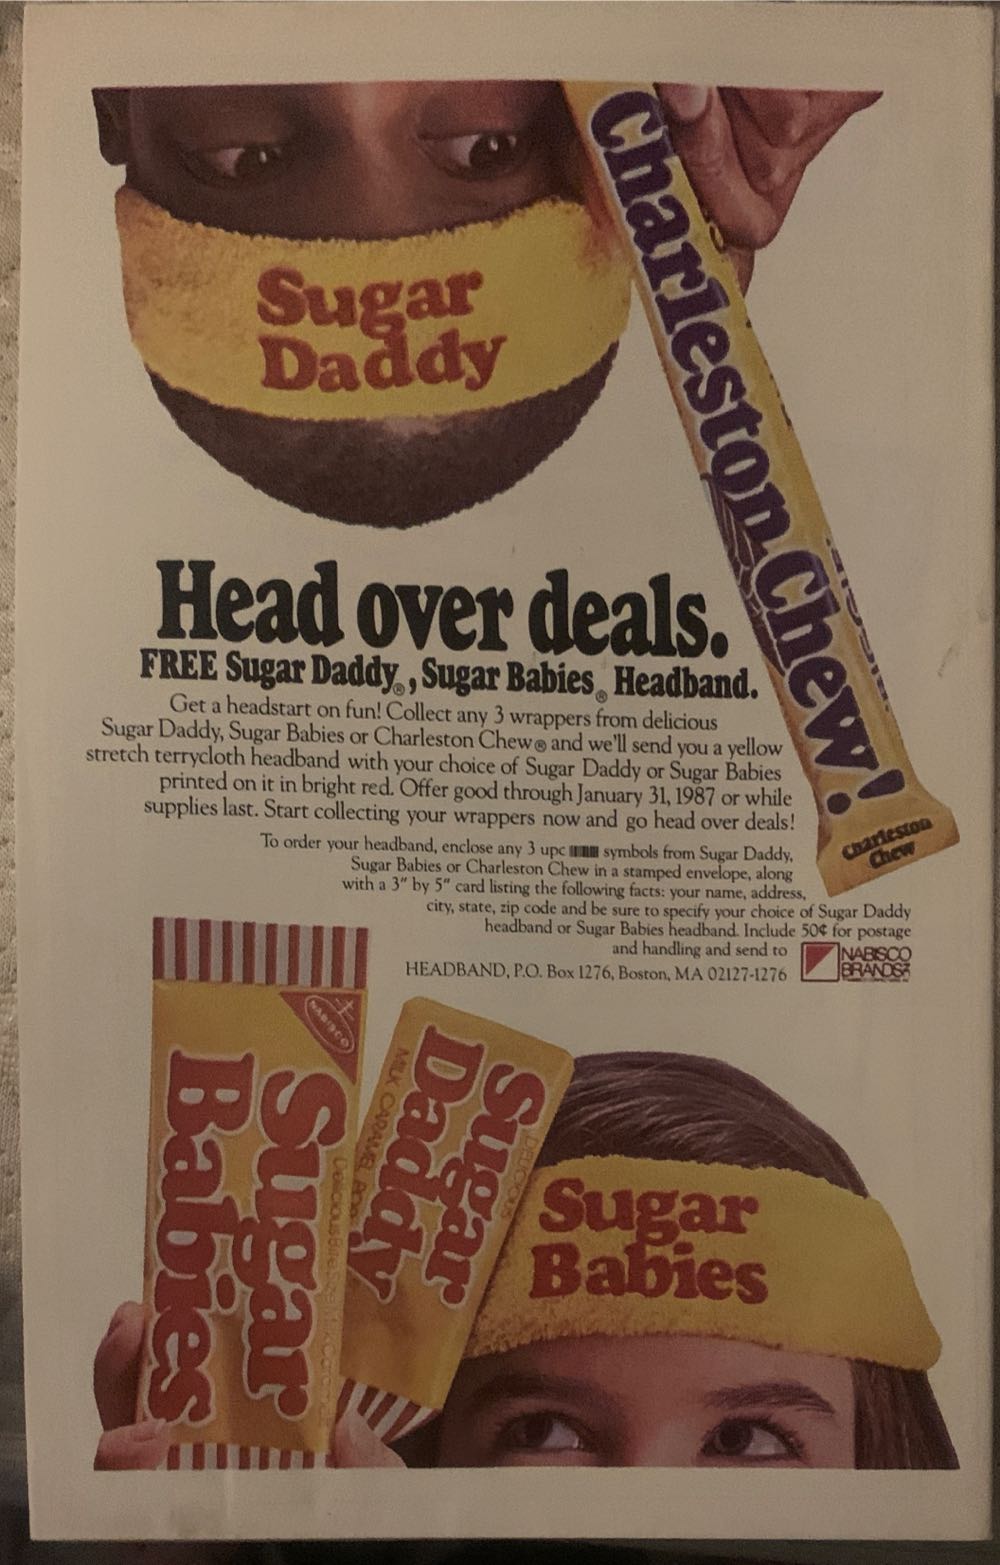 Sugar
Daddy
Charleston Chew!
Charleston
Chew
Head over deals.
FREE Sugar Daddy®, Sugar Babies® Headband.
Get a headstart on fun! Collect any 3 wrappers from delicious
Sugar Daddy, Sugar Babies or Charleston Chew® and we'll send you a yellow
stretch terrycloth headband with your choice of Sugar Daddy or Sugar Babies
printed on it in bright red. Offer good through January 31, 1987 or while
supplies last. Start collecting your wrappers now and go head over deals!
To order your headband, enclose any 3 upc symbols from Sugar Daddy,
Sugar Babies or Charleston Chew in a stamped envelope, along
with a 3" by 5" card listing the following facts: your name, address,
city, state, zip code and be sure to specify your choice of Sugar Daddy
headband or Sugar Babies headband. Include 50¢ for postage
and handling and send to
HEADBAND, P.O. Box 1276, Boston, MA 02127-1276
NABISCO
BRANDS
NABISCO
Sugar
Babies
DELICIOUS
Sugar
Daddy
MILK CARAMEL POP
Sugar
Babies